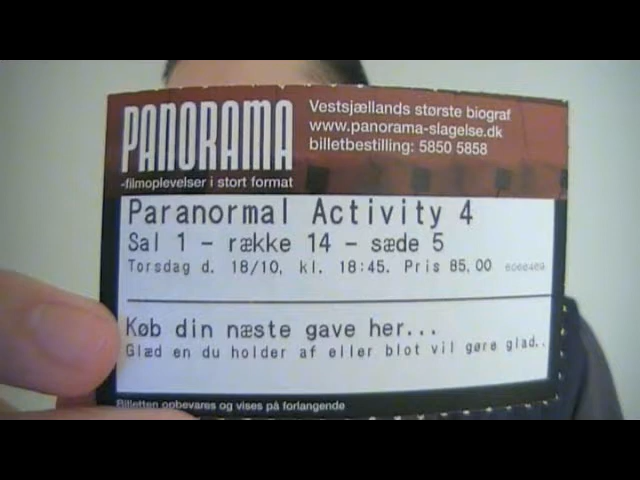 PANORAMA
-filmoplevelser i stort format
Vestsjællands største biograf
www.panorama-slagelse.dk
billetbestilling: 5850 5858
Paranormal Activity 4
Sal 1 - række 14 - sæde 5
Torsdag d. 18/10, kl. 18:45. Pris 85,00
Køb din næste gave her...
Glæd en du holder af eller blot vil gøre glad..
Billetten opbevares og vises på forlangende